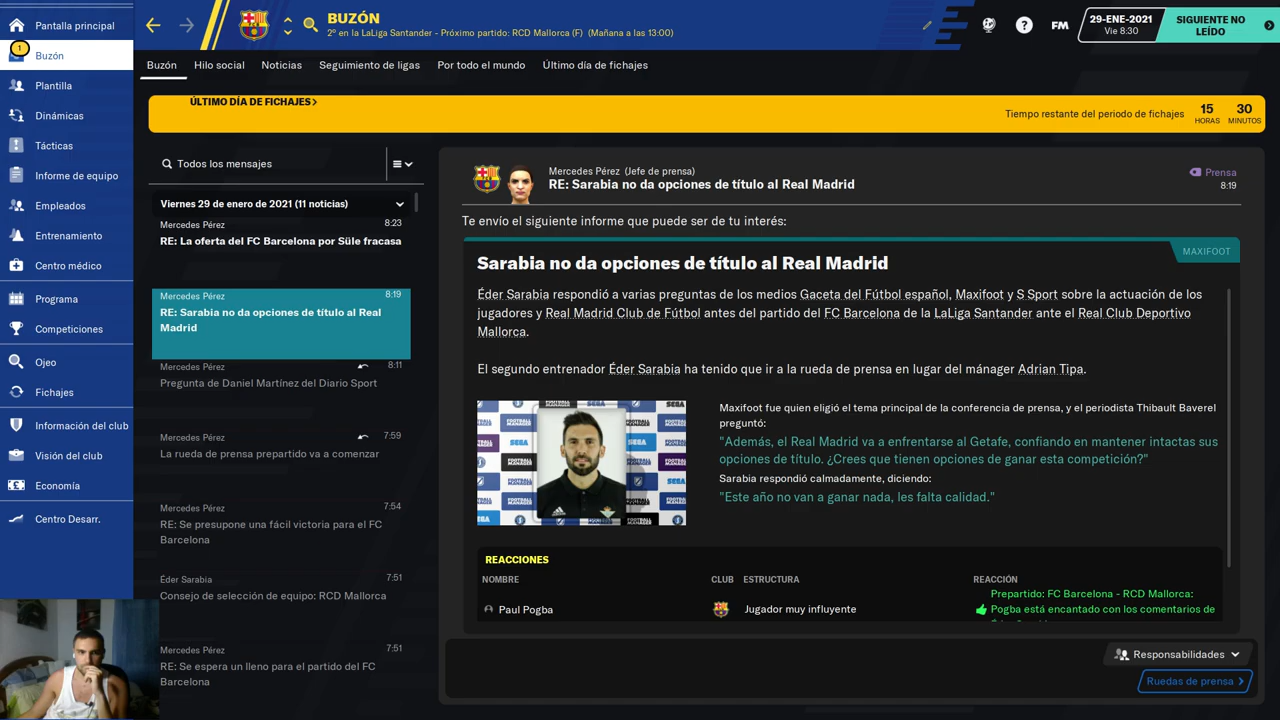 Pantalla principal
1
Buzón
Plantilla
Dinámicas
Tácticas
Informe de equipo
Empleados
Entrenamiento
Centro médico
Programa
Competiciones
Ojeo
Fichajes
Información del club
Visión del club
Economía
Centro Desarr.
BUZÓN
2º en la LaLiga Santander - Próximo partido: RCD Mallorca (F) (Mañana a las 13:00)
?
FM
29-ENE-2021
Vie 8:30
SIGUIENTE NO
LEÍDO
Buzón
Hilo social
Noticias
Seguimiento de ligas
Por todo el mundo
Último día de fichajes
ÚLTIMO DÍA DE FICHAJES>
Tiempo restante del periodo de fichajes
15
HORAS
30
MINUTOS
Todos los mensajes
Viernes 29 de enero de 2021 (11 noticias)
Mercedes Pérez 8:23
RE: La oferta del FC Barcelona por Süle fracasa
Mercedes Pérez 8:19
RE: Sarabia no da opciones de título al Real
Madrid
Mercedes Pérez 8:11
Pregunta de Daniel Martínez del Diario Sport
Mercedes Pérez 7:59
La rueda de prensa prepartido va a comenzar
Mercedes Pérez 7:54
RE: Se presupone una fácil victoria para el FC
Barcelona
Éder Sarabia 7:51
Consejo de selección de equipo: RCD Mallorca
Mercedes Pérez 7:51
RE: Se espera un lleno para el partido del FC
Barcelona
Mercedes Pérez (Jefe de prensa)
RE: Sarabia no da opciones de título al Real Madrid
Prensa
8:19
Te envío el siguiente informe que puede ser de tu interés:
MAXIFOOT
Sarabia no da opciones de título al Real Madrid
Éder Sarabia respondió a varias preguntas de los medios Gaceta del Fútbol español, Maxifoot y S Sport sobre la actuación de los
jugadores y Real Madrid Club de Fútbol antes del partido del FC Barcelona de la LaLiga Santander ante el Real Club Deportivo
Mallorca.
El segundo entrenador Éder Sarabia ha tenido que ir a la rueda de prensa en lugar del mánager Adrian Tipa.
SEGA
FOOTBALL MANAGER
Maxifoot fue quien eligió el tema principal de la conferencia de prensa, y el periodista Thibault Baverel
preguntó:
"Además, el Real Madrid va a enfrentarse al Getafe, confiando en mantener intactas sus
opciones de título. ¿Crees que tienen opciones de ganar esta competición?"
Sarabia respondió calmadamente, diciendo:
"Este año no van a ganar nada, les falta calidad."
REACCIONES
NOMBRE CLUB ESTRUCTURA REACCIÓN
Paul Pogba
Jugador muy influyente
Prepartido: FC Barcelona - RCD Mallorca:
Pogba está encantado con los comentarios de
Responsabilidades
Ruedas de prensa >